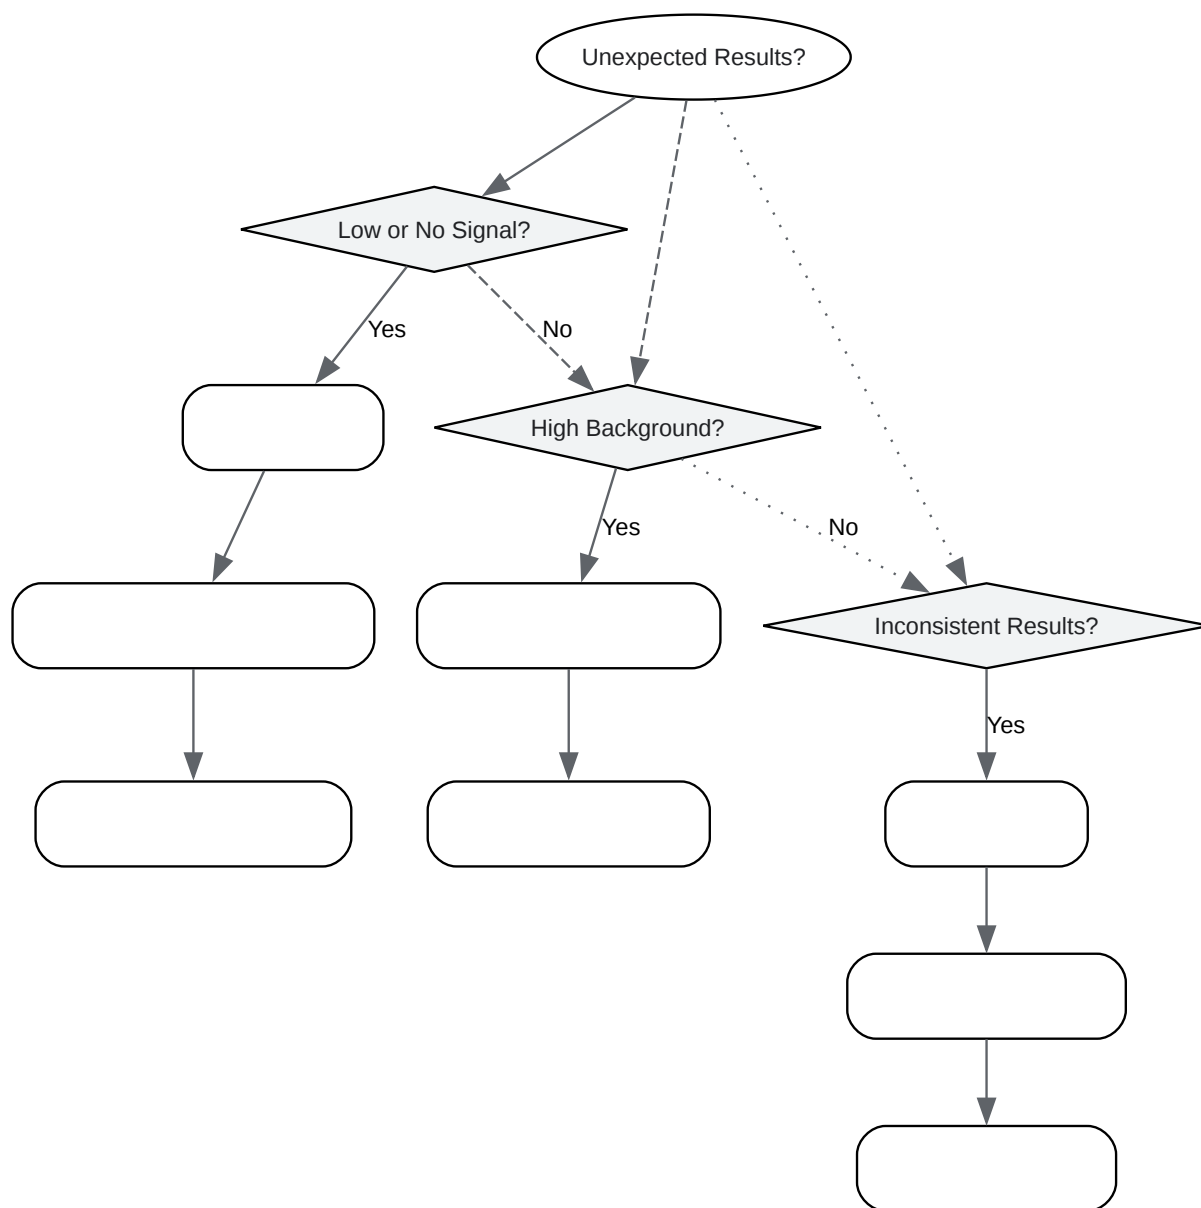 Unexpected Results?
Low or No Signal?
Yes
No
High Background?
Yes
No
Inconsistent Results?
Yes